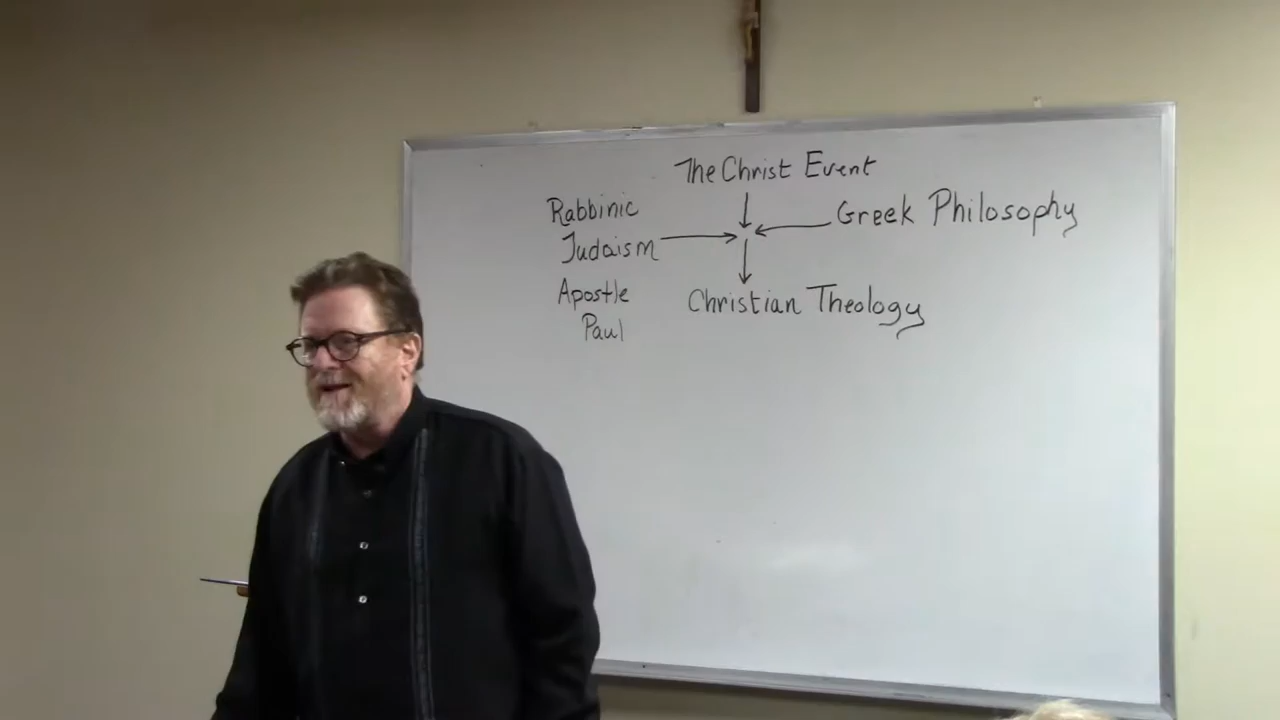 The Christ Event
Rabbinic
Judaism
Greek Philosophy
Apostle
Paul
Christian Theology